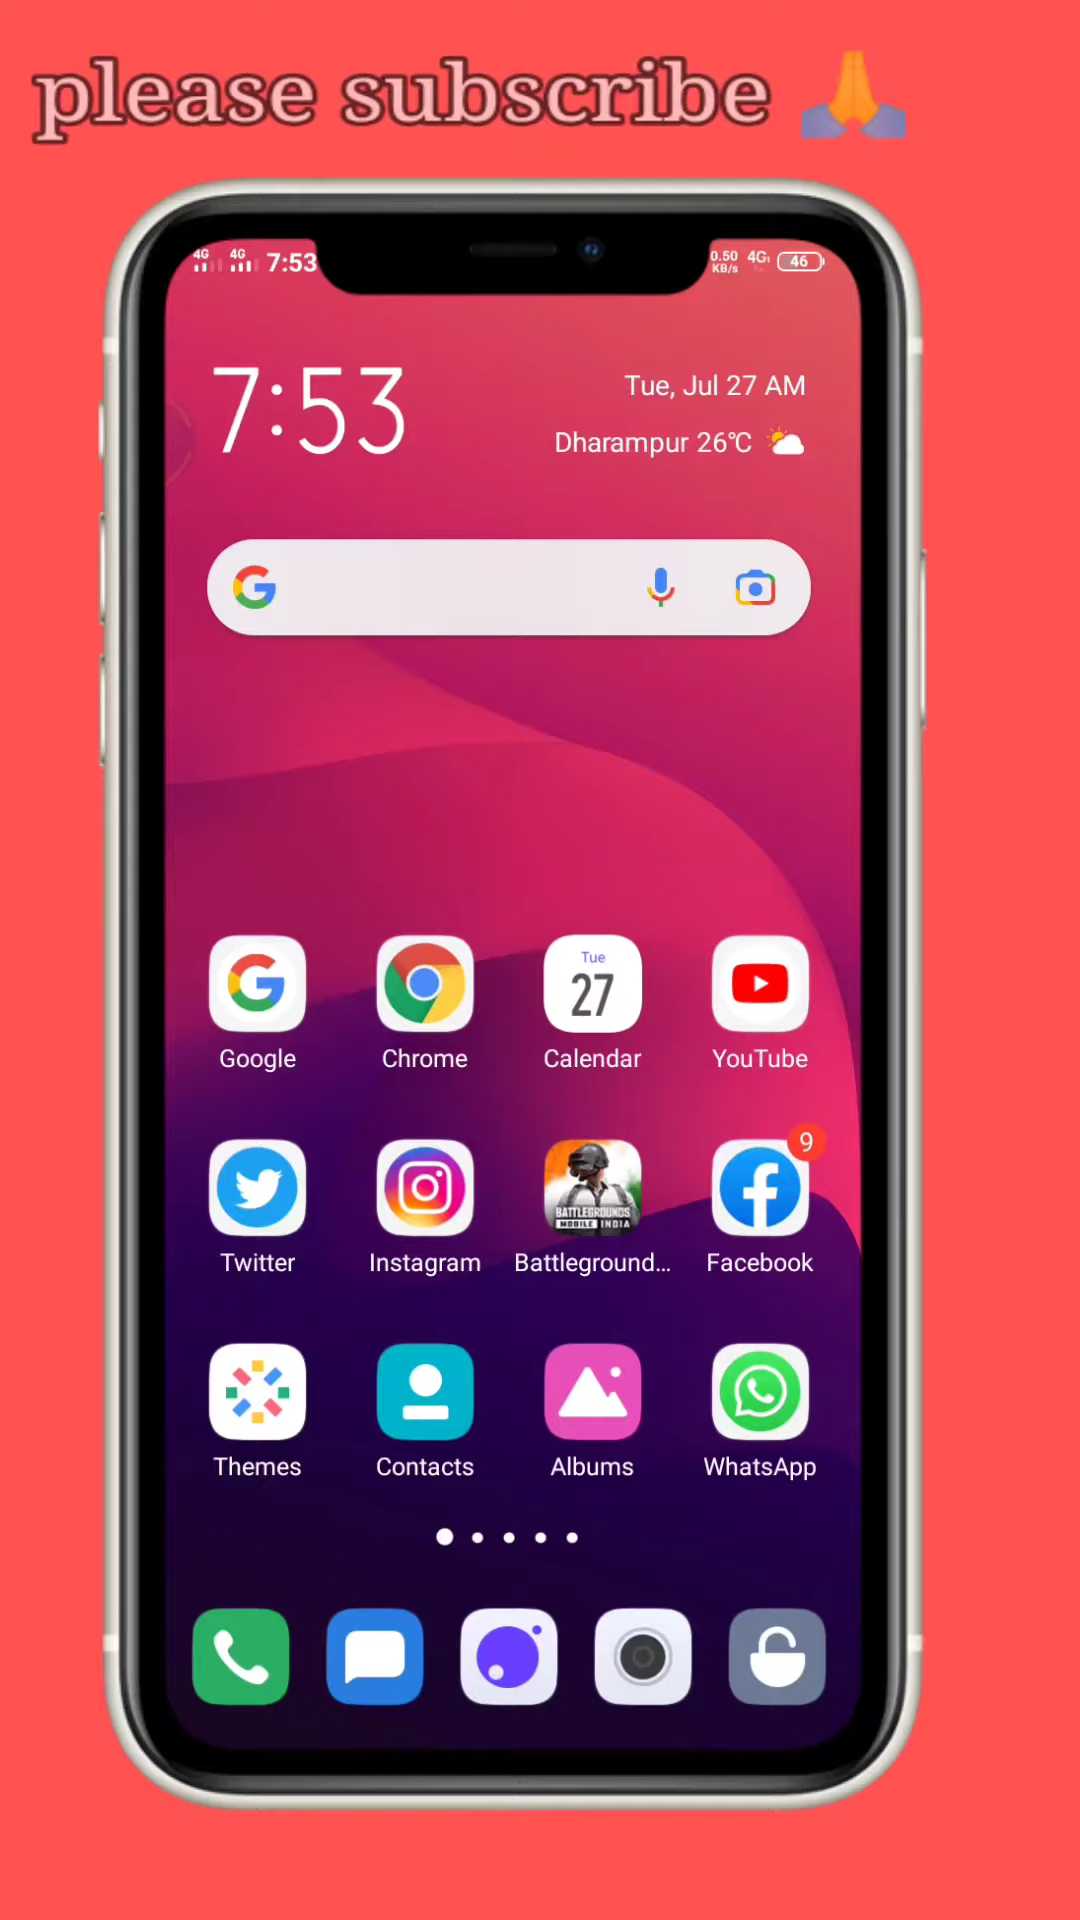 please subscribe 🙏
4G 4G 7:53 0.50 KB/s 4G 46
7:53
Tue, Jul 27 AM
Dharampur 26℃
Tue
27
Google Chrome Calendar YouTube
9
BATTLEGROUNDS
MOBILE INDIA
Twitter Instagram Battleground... Facebook
Themes Contacts Albums WhatsApp